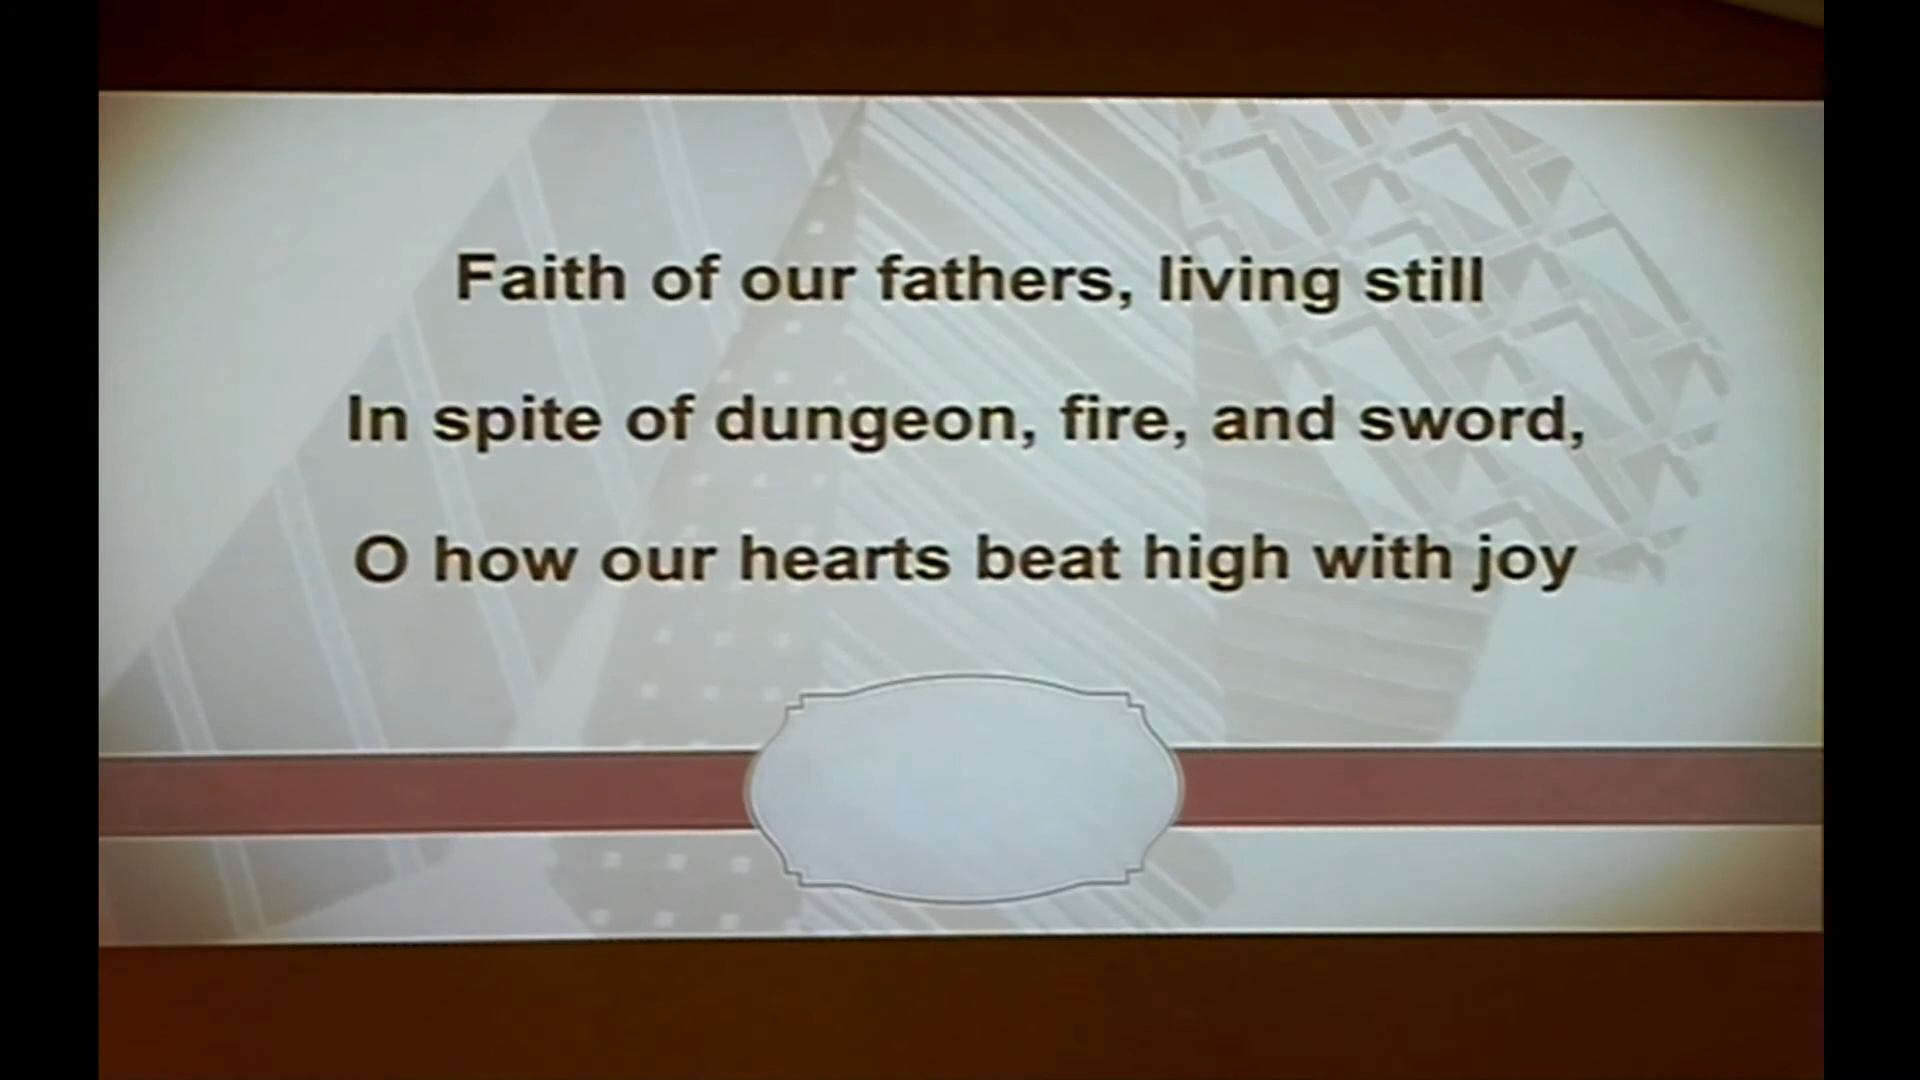 Faith of our fathers, living still
In spite of dungeon, fire, and sword,
O how our hearts beat high with joy